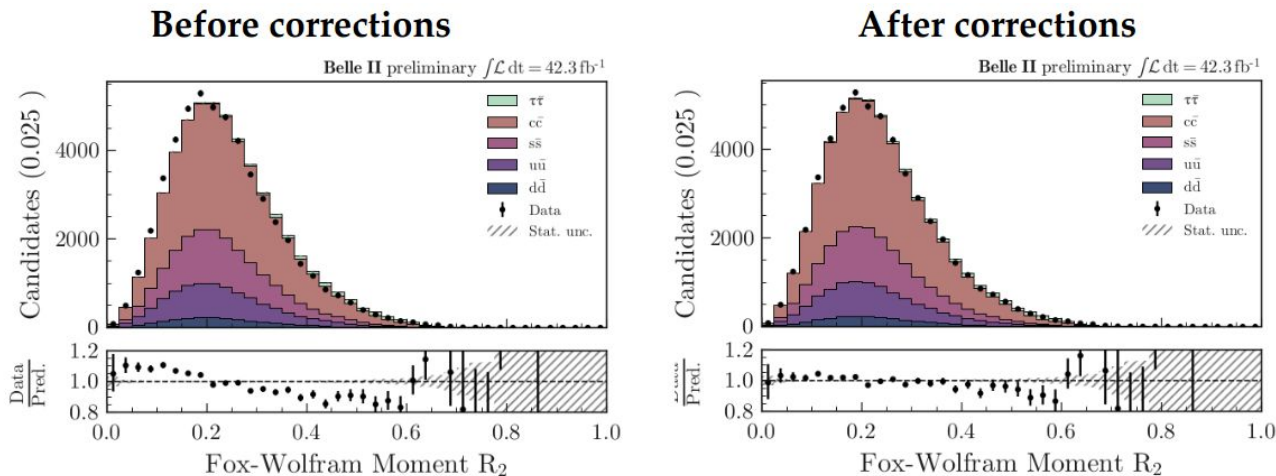 Before corrections
Belle II preliminary ∫ℒ dt = 42.3 fb⁻¹
Candidates (0.025 )
4000
2000
0
ττ̄
cc̄
ss̄
uū
dd̄
Data
Stat. unc.
Data
Pred.
1.2
1.0
0.8
0.0 0.2 0.4 0.6 0.8 1.0
Fox-Wolfram Moment R₂
After corrections
Belle II preliminary ∫ℒ dt = 42.3 fb⁻¹
Candidates (0.025 )
4000
2000
0
ττ̄
cc̄
ss̄
uū
dd̄
Data
Stat. unc.
Pred.
1.2
1.0
0.8
0.0 0.2 0.4 0.6 0.8 1.0
Fox-Wolfram Moment R₂